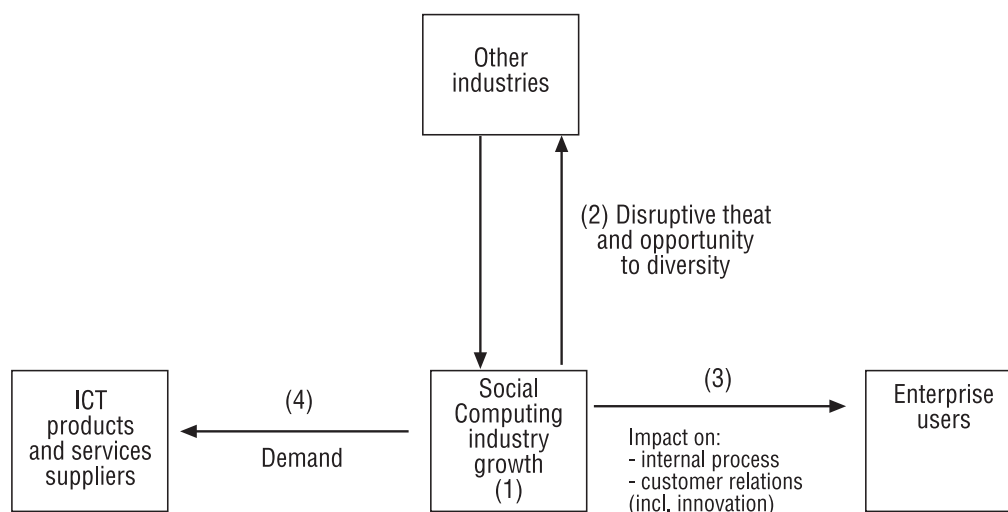 Other
industries
(2) Disruptive theat
and opportunity
to diversity
ICT
products
and services
suppliers
(4)
Demand
Social
Computing
industry
growth
(1)
(3)
Impact on:
- internal process
- customer relations
(incl, innovation)
Enterprise
users